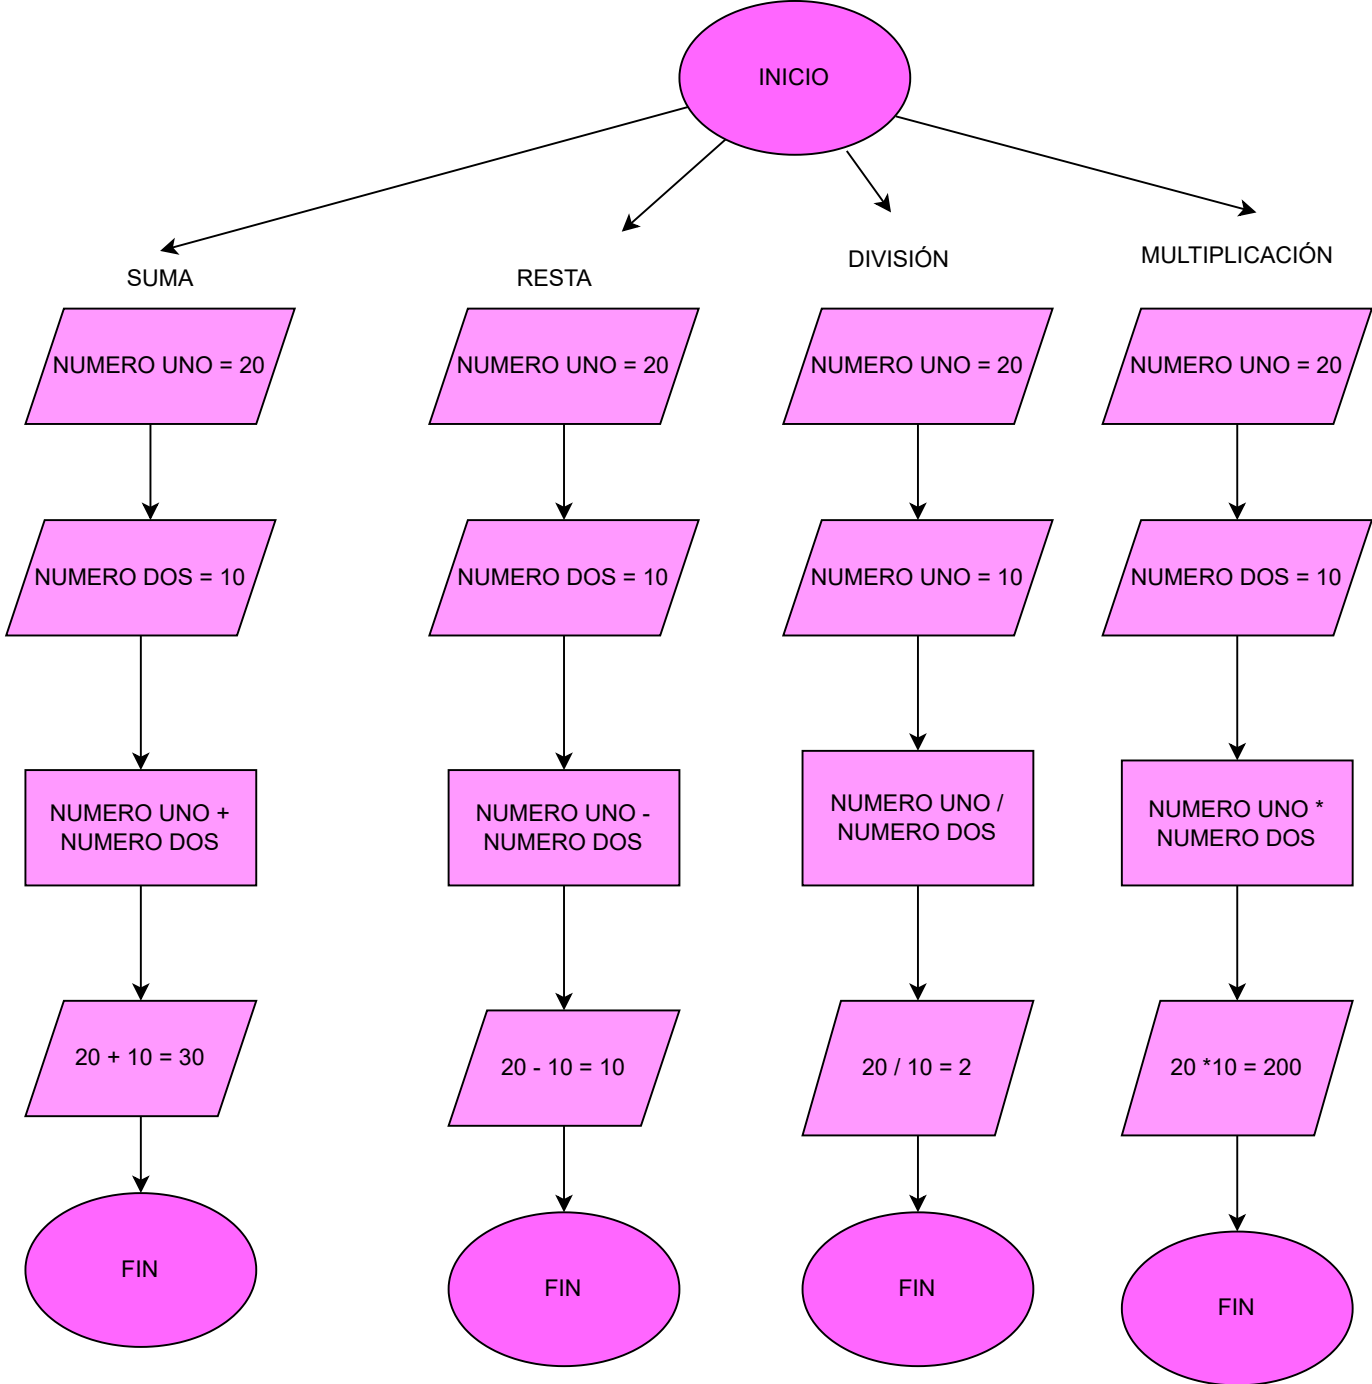 INICIO
SUMA
RESTA
DIVISIÓN
MULTIPLICACIÓN
NUMERO UNO = 20
NUMERO UNO = 20
NUMERO UNO = 20
NUMERO UNO = 20
NUMERO DOS = 10
NUMERO DOS = 10
NUMERO UNO = 10
NUMERO DOS = 10
NUMERO UNO +
NUMERO DOS
NUMERO UNO -
NUMERO DOS
NUMERO UNO /
NUMERO DOS
NUMERO UNO *
NUMERO DOS
20 + 10 = 30
20 - 10 = 10
20 / 10 = 2
20 *10 = 200
FIN
FIN
FIN
FIN